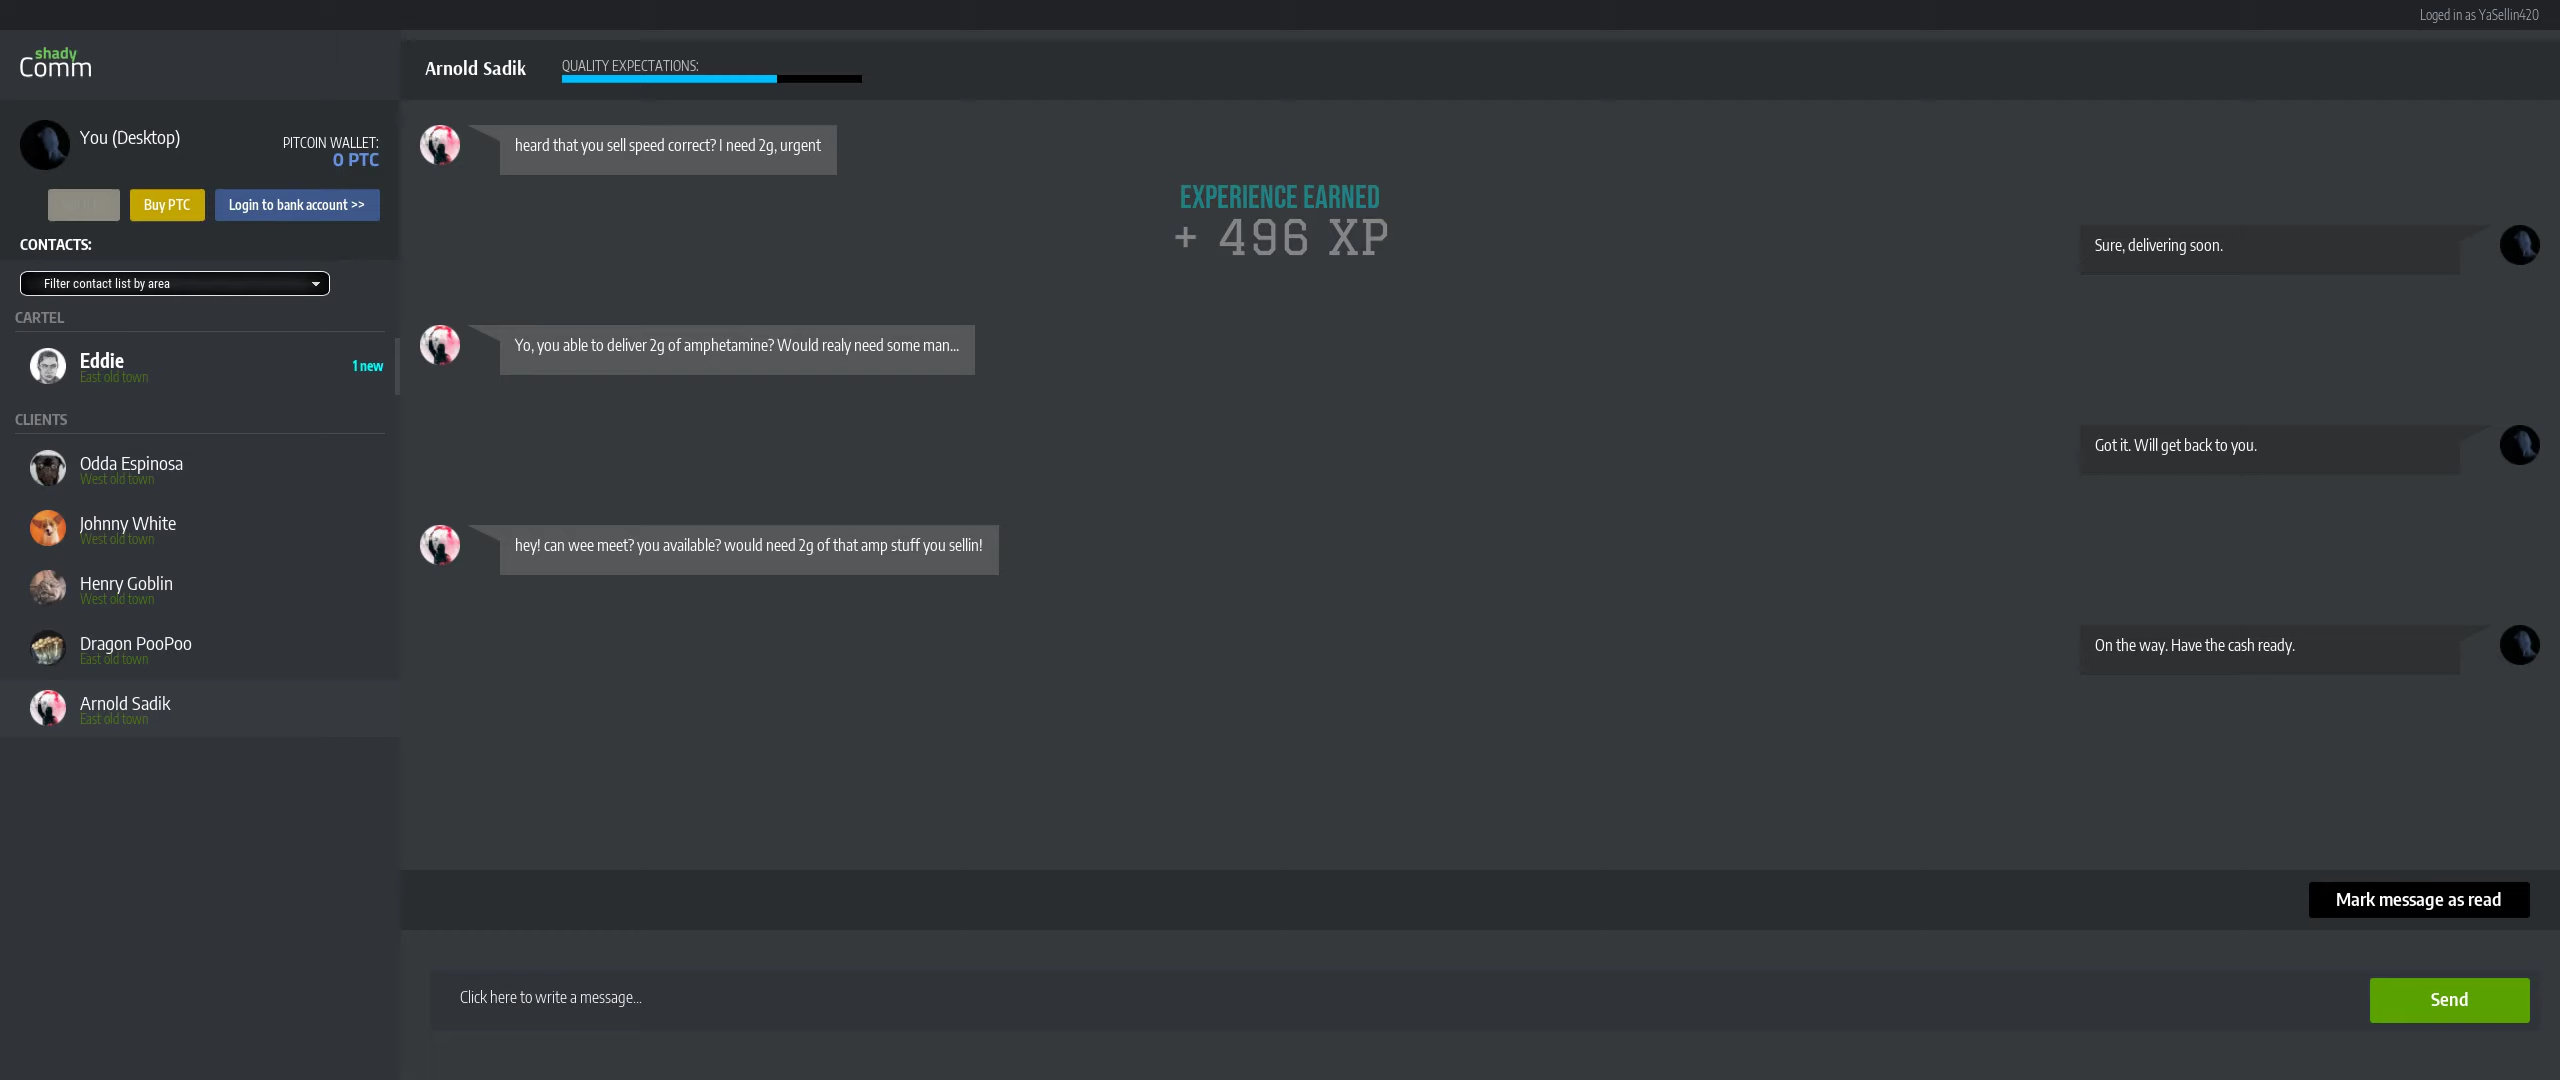 Loged in as YaSellin420
shady
Comm
Arnold Sadik
QUALITY EXPECTATIONS:
You (Desktop)
PITCOIN WALLET:
0 PTC
Buy PTC
Login to bank account >>
CONTACTS:
Filter contact list by area
CARTEL
Eddie
East old town
1 new
CLIENTS
Odda Espinosa
West old town
Johnny White
West old town
Henry Goblin
West old town
Dragon PooPoo
East old town
Arnold Sadik
East old town
heard that you sell speed correct? I need 2g, urgent
EXPERIENCE EARNED
+ 496 XP
Sure, delivering soon.
Yo, you able to deliver 2g of amphetamine? Would realy need some man...
Got it. Will get back to you.
hey! can wee meet? you available? would need 2g of that amp stuff you sellin!
On the way. Have the cash ready.
Mark message as read
Click here to write a message...
Send